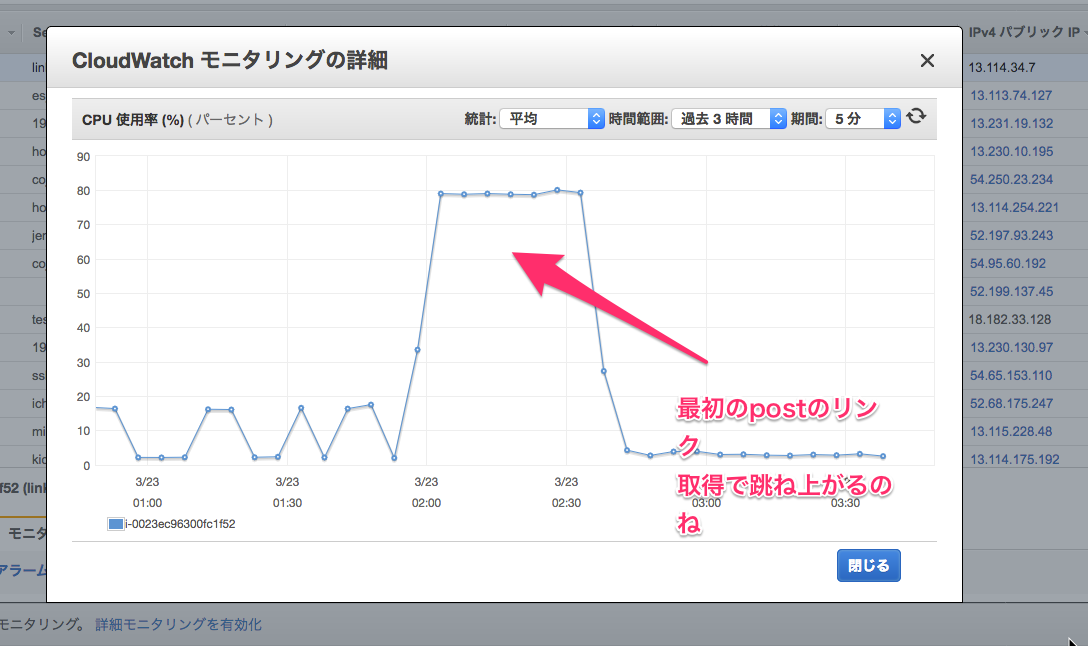 Se
IPv4 パブリック IP
CloudWatch モニタリングの詳細
CPU 使用率 (%) ( パーセント )
統計: 平均 時間範囲: 過去 3 時間 期間: 5 分
90
80
70
60
50
40
30
20
10
0
3/23 3/23 3/23 3/23
01:00 01:30 02:00 02:30 03:00 03:30
i-0023ec96300fc1f52
最初のpostのリン
ク
取得で跳ね上がるの
ね
閉じる
lin
es
19
ho
co
ho
jer
co
tes
19
ss
ich
mi
kic
13.114.34.7
13.113.74.127
13.231.19.132
13.230.10.195
54.250.23.234
13.114.254.221
52.197.93.243
54.95.60.192
52.199.137.45
18.182.33.128
13.230.130.97
54.65.153.110
52.68.175.247
13.115.228.48
13.114.175.192
f52 (link
モニタ
アラーム
モニタリング。 詳細モニタリングを有効化